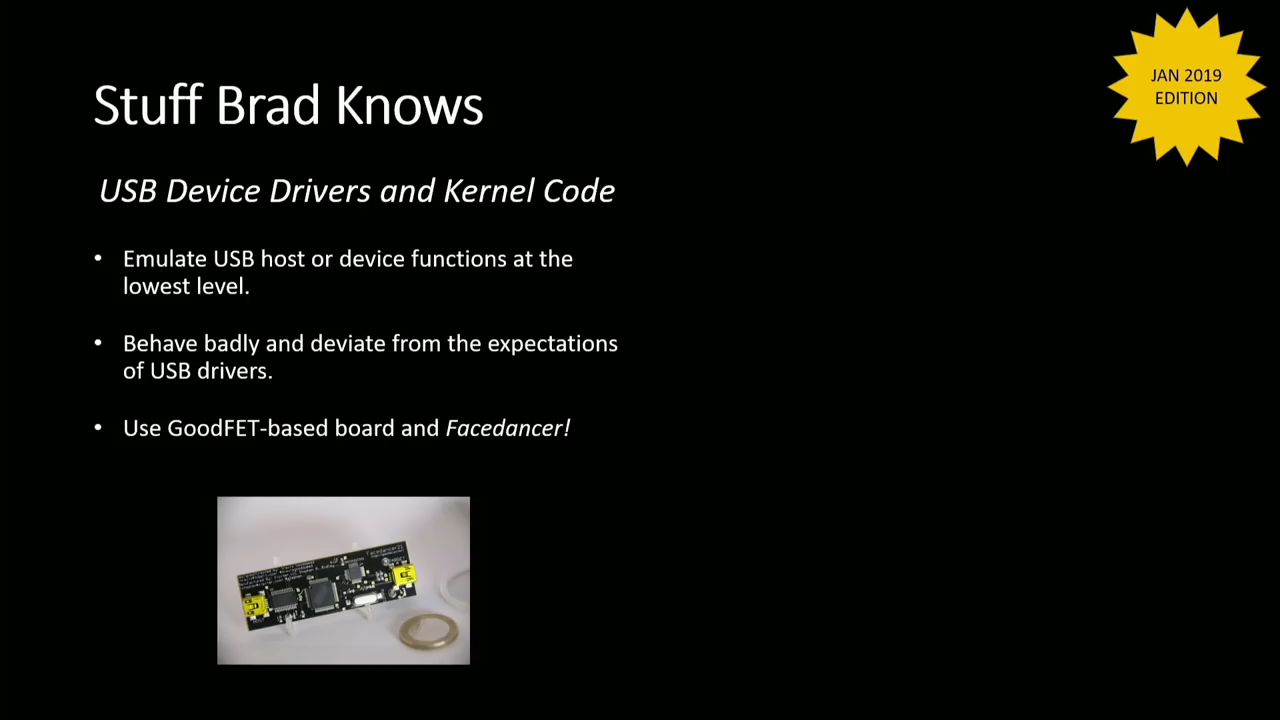 JAN 2019
EDITION
Stuff Brad Knows
USB Device Drivers and Kernel Code
• Emulate USB host or device functions at the
lowest level.
• Behave badly and deviate from the expectations
of USB drivers.
• Use GoodFET-based board and Facedancer!
Facedancer21